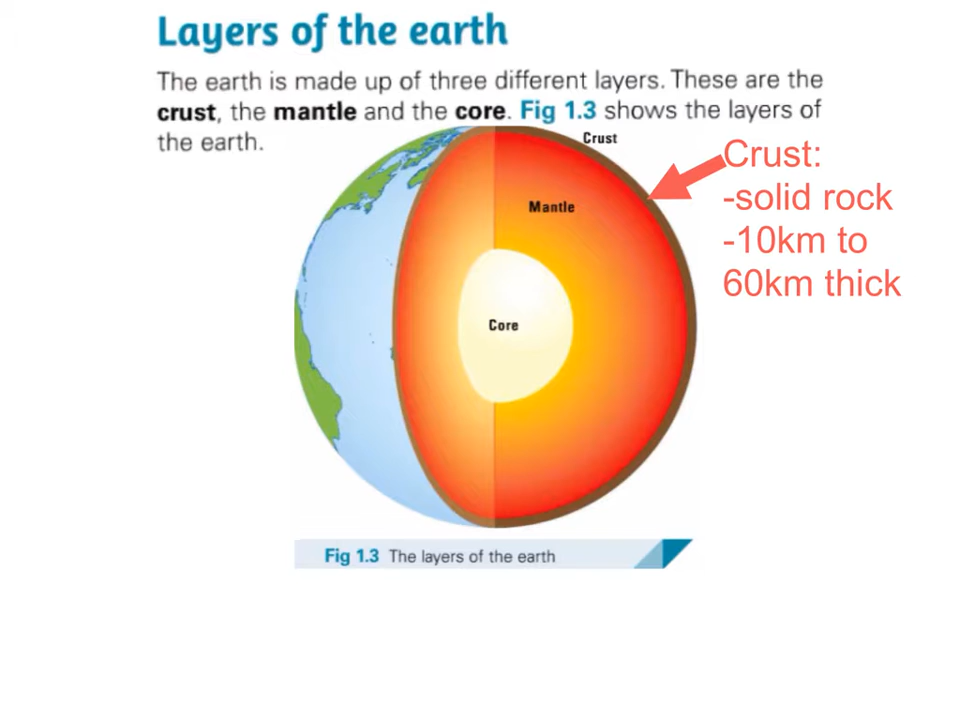 Layers of the earth
The earth is made up of three different layers. These are the
crust, the mantle and the core. Fig 1.3 shows the layers of
the earth.
Crust
Crust:
-solid rock
-10km to
60km thick
Mantle
Core
Fig 1.3 The layers of the earth